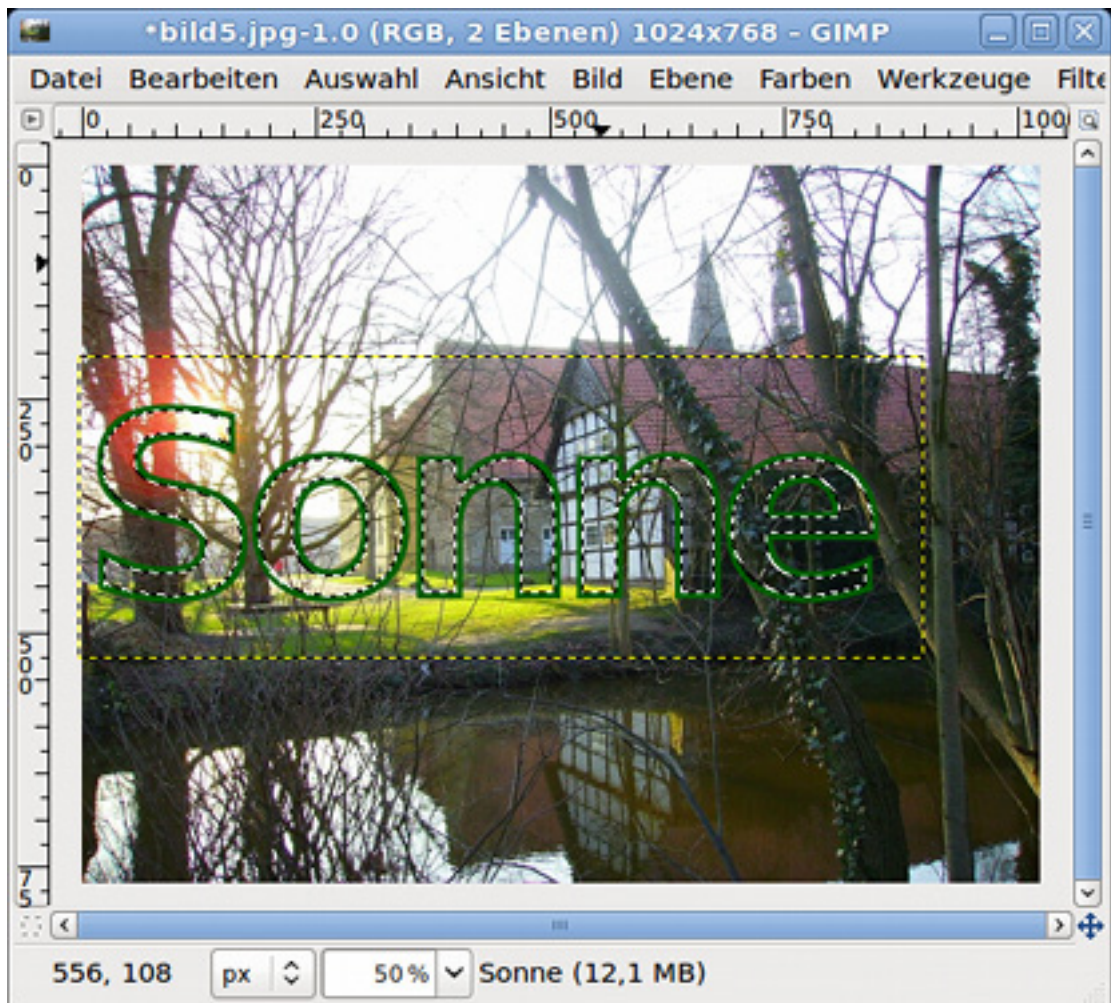 *bild5.jpg-1.0 (RGB, 2 Ebenen) 1024x768 – GIMP
Datei Bearbeiten Auswahl Ansicht Bild Ebene Farben Werkzeuge Filte
0 250 500 750 100
0
250
500
75
Sonne
556, 108 px 50 % Sonne (12,1 MB)